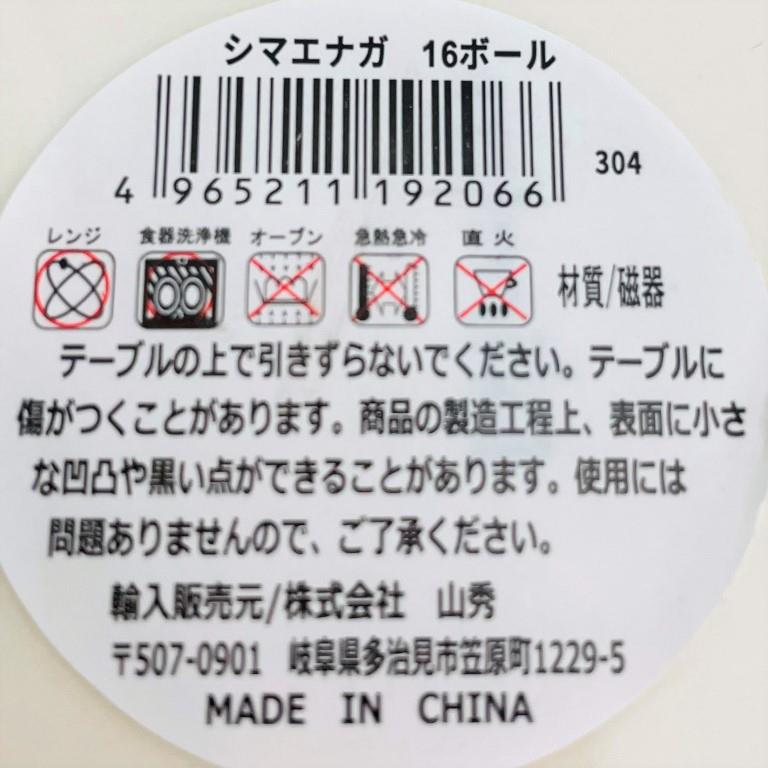 シマエナガ 16ボール
304
4 965211 192066
レンジ 食器洗浄機 オーブン 急熱急冷 直火
材質/磁器
テーブルの上で引きずらないでください。テーブルに
傷がつくことがあります。商品の製造工程上、表面に小さ
な凹凸や黒い点ができることがあります。使用には
問題ありませんので、ご了承ください。
輸入販売元/株式会社 山秀
〒507-0901 岐阜県多治見市笠原町1229-5
MADE IN CHINA